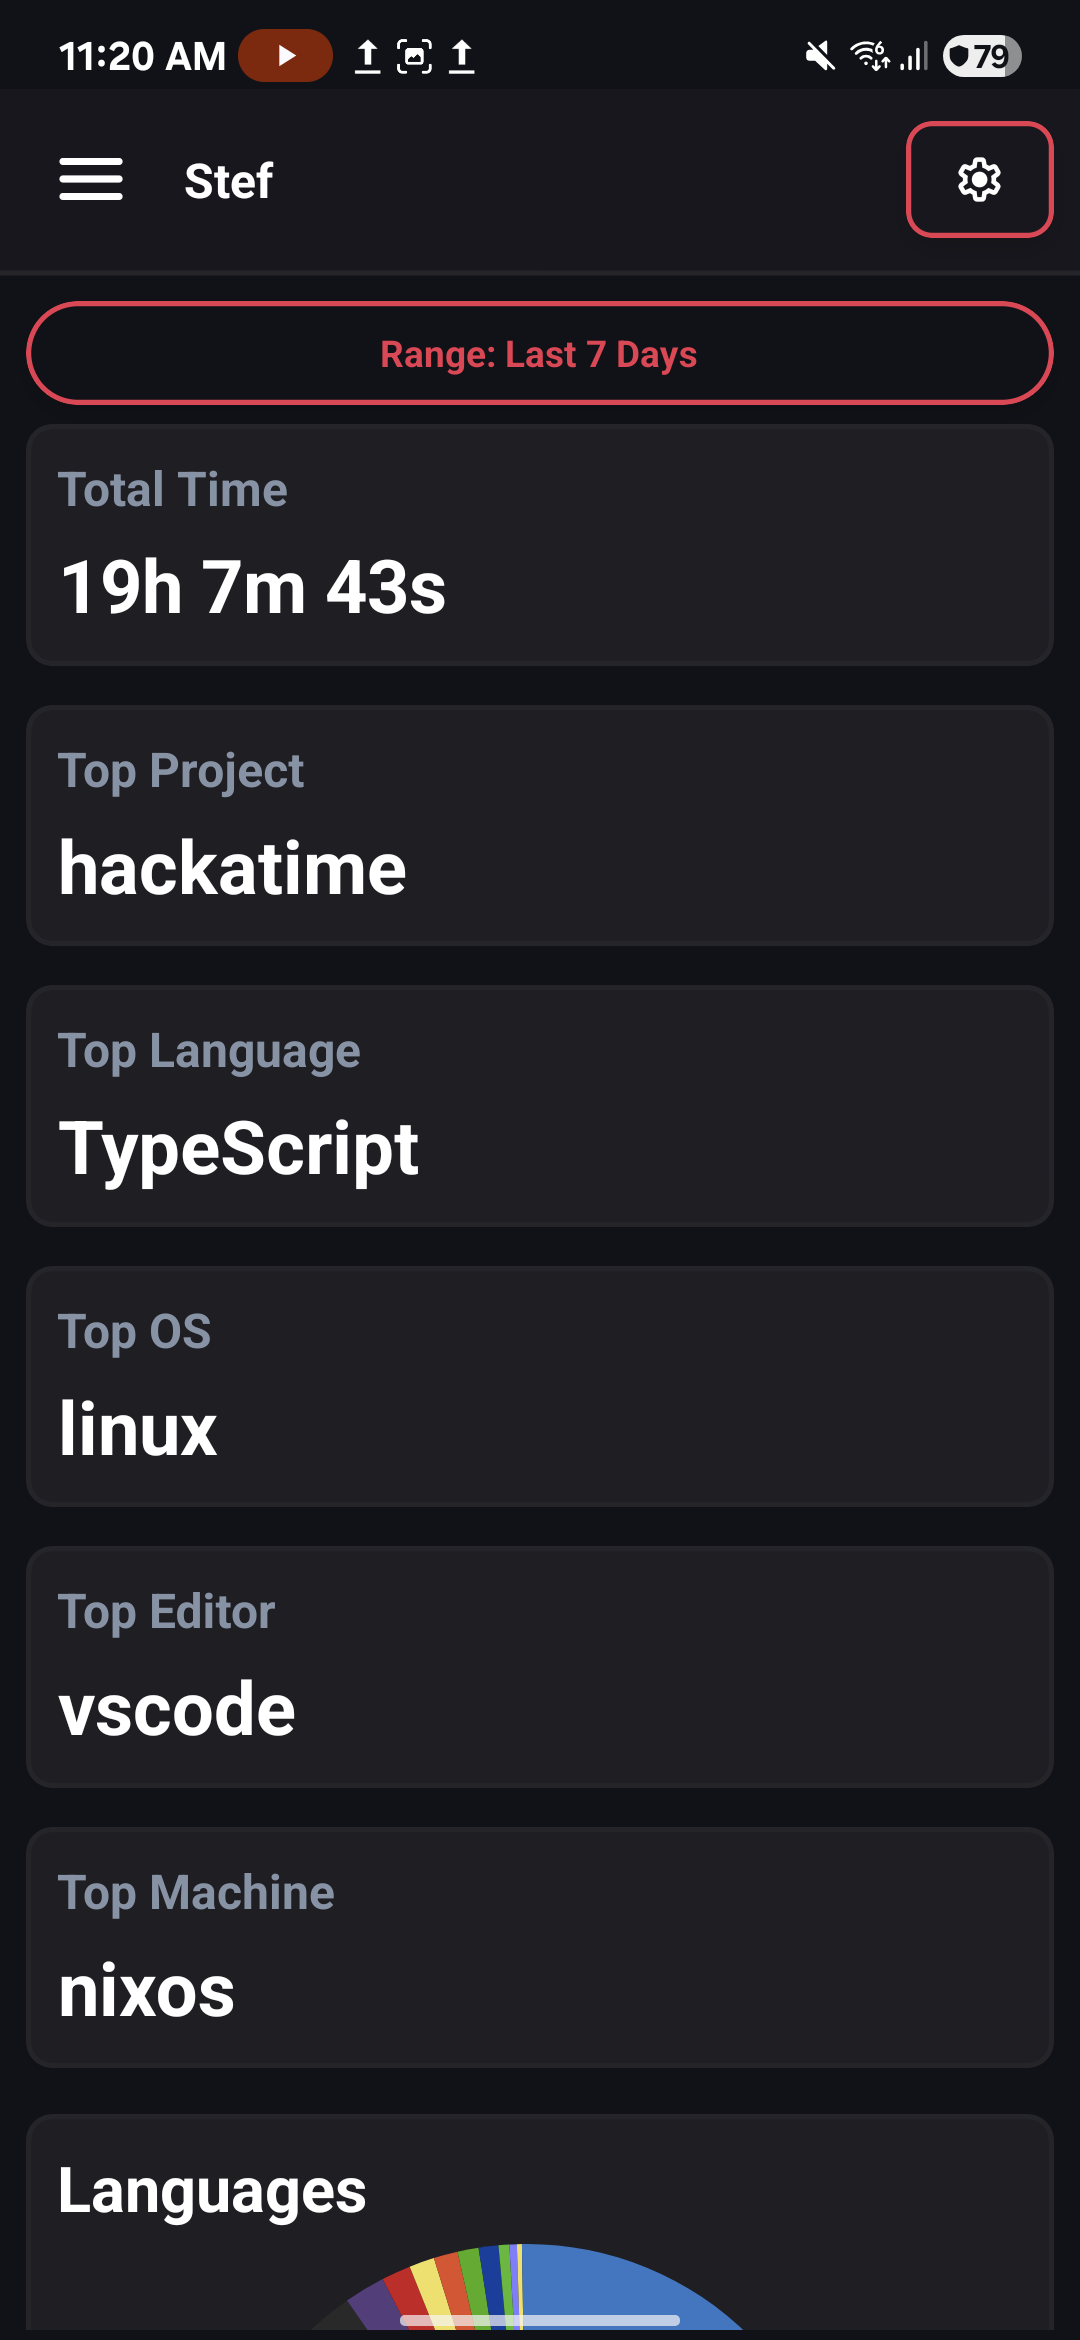 11:20 AM
6
79
Stef
Range: Last 7 Days
Total Time
19h 7m 43s
Top Project
hackatime
Top Language
TypeScript
Top OS
linux
Top Editor
vscode
Top Machine
nixos
Languages